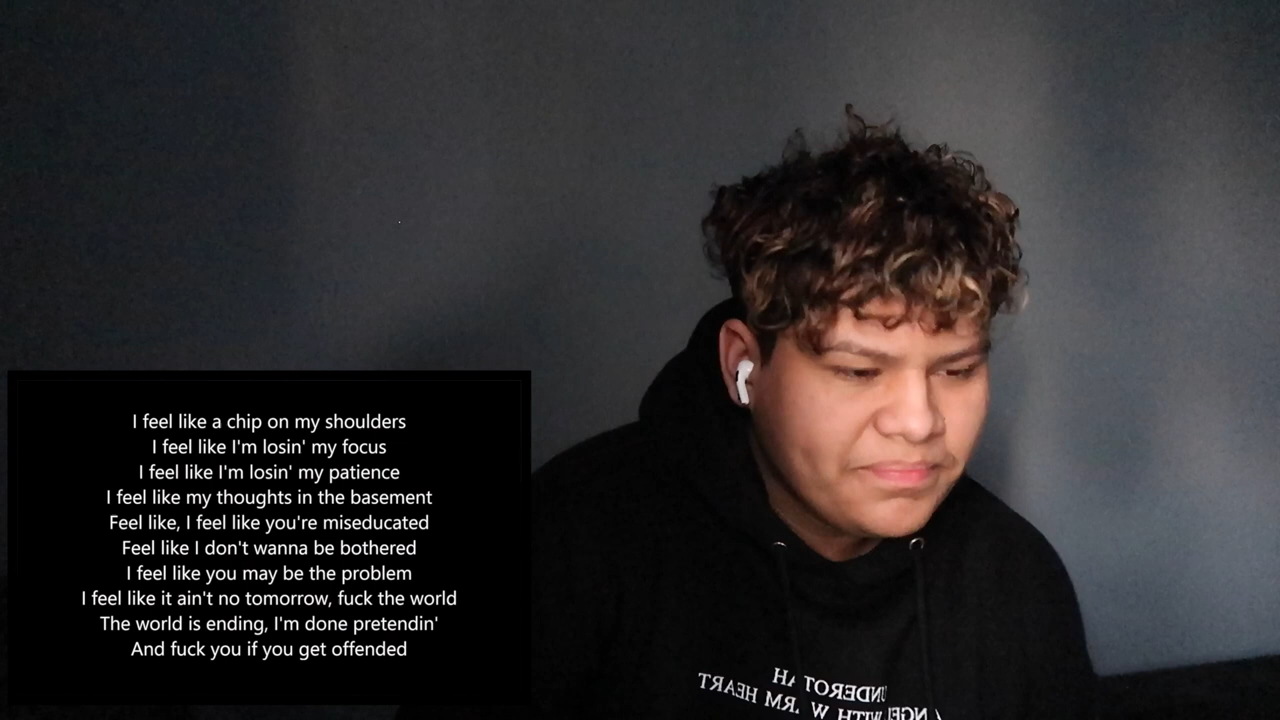 I feel like a chip on my shoulders
I feel like I'm losin' my focus
I feel like I'm losin' my patience
I feel like my thoughts in the basement
Feel like, I feel like you're miseducated
Feel like I don't wanna be bothered
I feel like you may be the problem
I feel like it ain't no tomorrow, fuck the world
The world is ending, I'm done pretendin'
And fuck you if you get offended
HEART